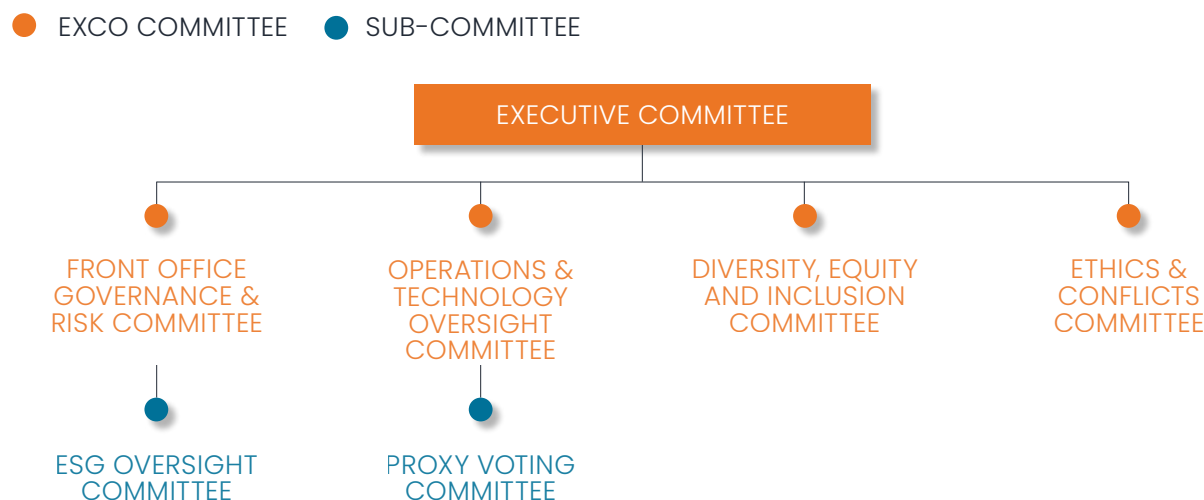 EXCO COMMITTEE
SUB-COMMITTEE
EXECUTIVE COMMITTEE
FRONT OFFICE
GOVERNANCE &
RISK COMMITTEE
OPERATIONS &
TECHNOLOGY
OVERSIGHT
COMMITTEE
DIVERSITY, EQUITY
AND INCLUSION
COMMITTEE
ETHICS &
CONFLICTS
COMMITTEE
ESG OVERSIGHT
COMMITTEE
PROXY VOTING
COMMITTEE